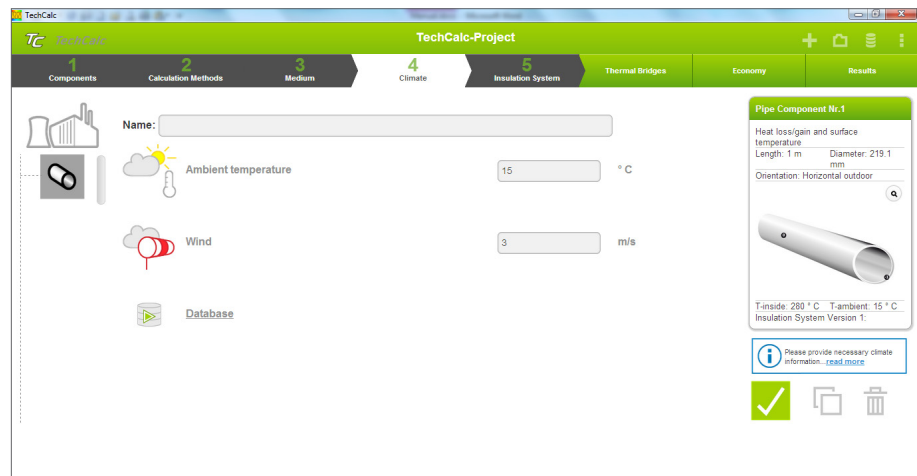 TechCalc
TC TechCalc
TechCalc-Project
1
Components
2
Calculation Methods
3
Medium
4
Climate
5
Insulation System
Thermal Bridges
Economy
Results
Name:
Ambient temperature
15
° C
Wind
3
m/s
Database
Pipe Component Nr.1
Heat loss/gain and surface
temperature
Length: 1 m
Diameter: 219.1
mm
Orientation: Horizontal outdoor
T-inside: 280 ° C
T-ambient: 15 ° C
Insulation System Version 1:
Please provide necessary climate
information...read more